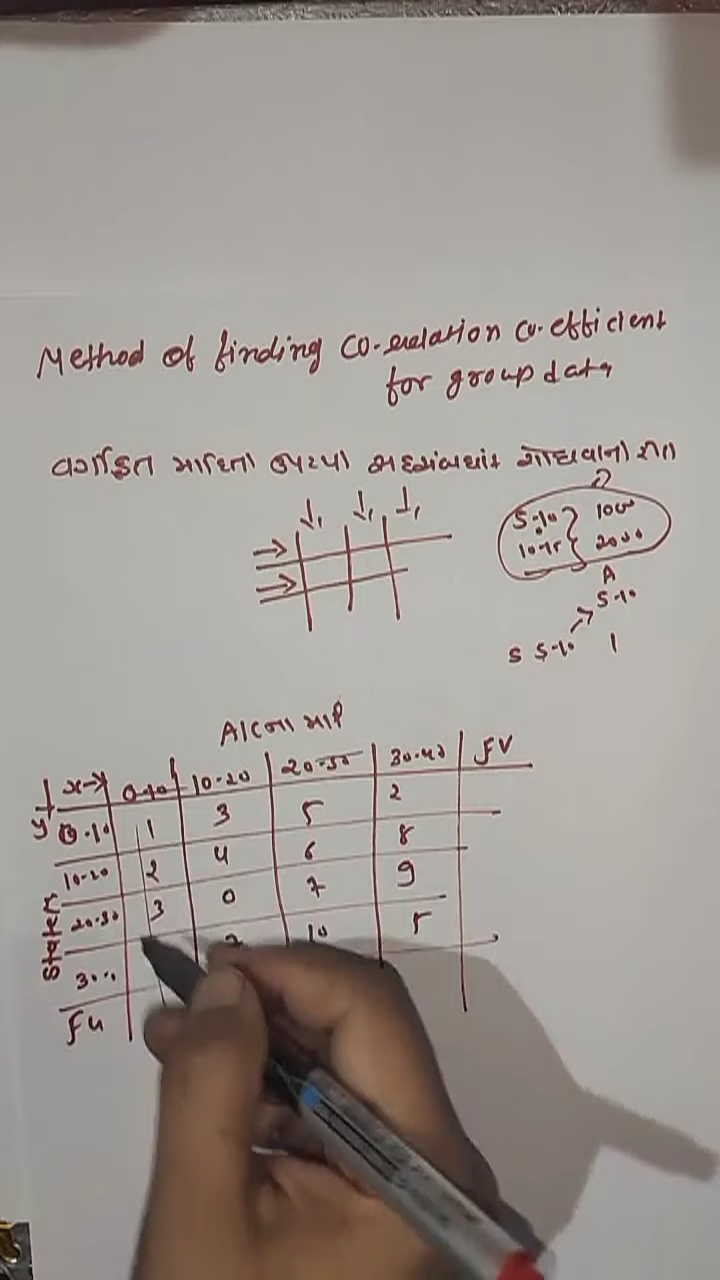 Method of finding co-relation co-efficient
for group data
વર્ગીકૃત માહિતી ઉપરથી સહસંબંધાંક શોધવાની રીત
5-10 } 100
10-15 { 2000
A
5-10
5 5-10 1
x→ 0-10 10-20 20-30 30-40 fv
y
0-10 1 3 5 2
10-20 2 4 6 8
20-30 3 0 7 9
10 5
fu